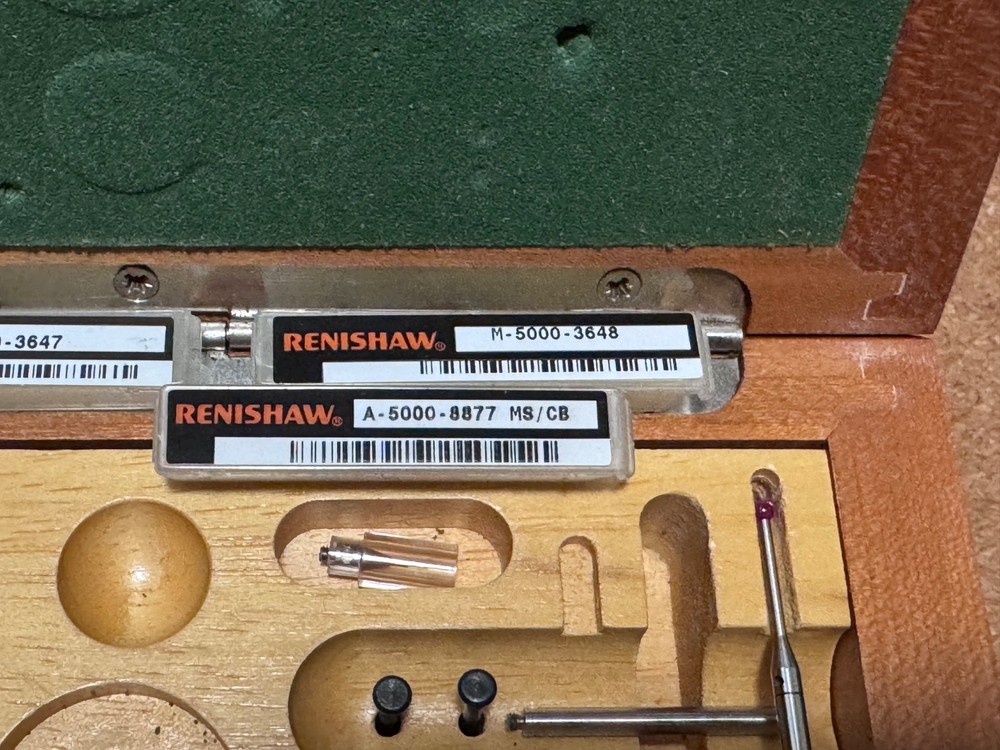 -3647
RENISHAW® M-5000-3648
RENISHAW® A-5000-8877 MS/CB